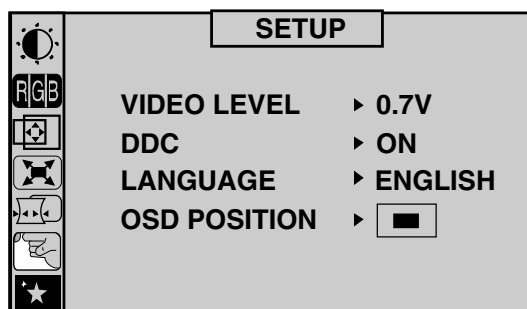 SETUP
RGB
VIDEO LEVEL 0.7V
DDC ON
LANGUAGE ENGLISH
OSD POSITION